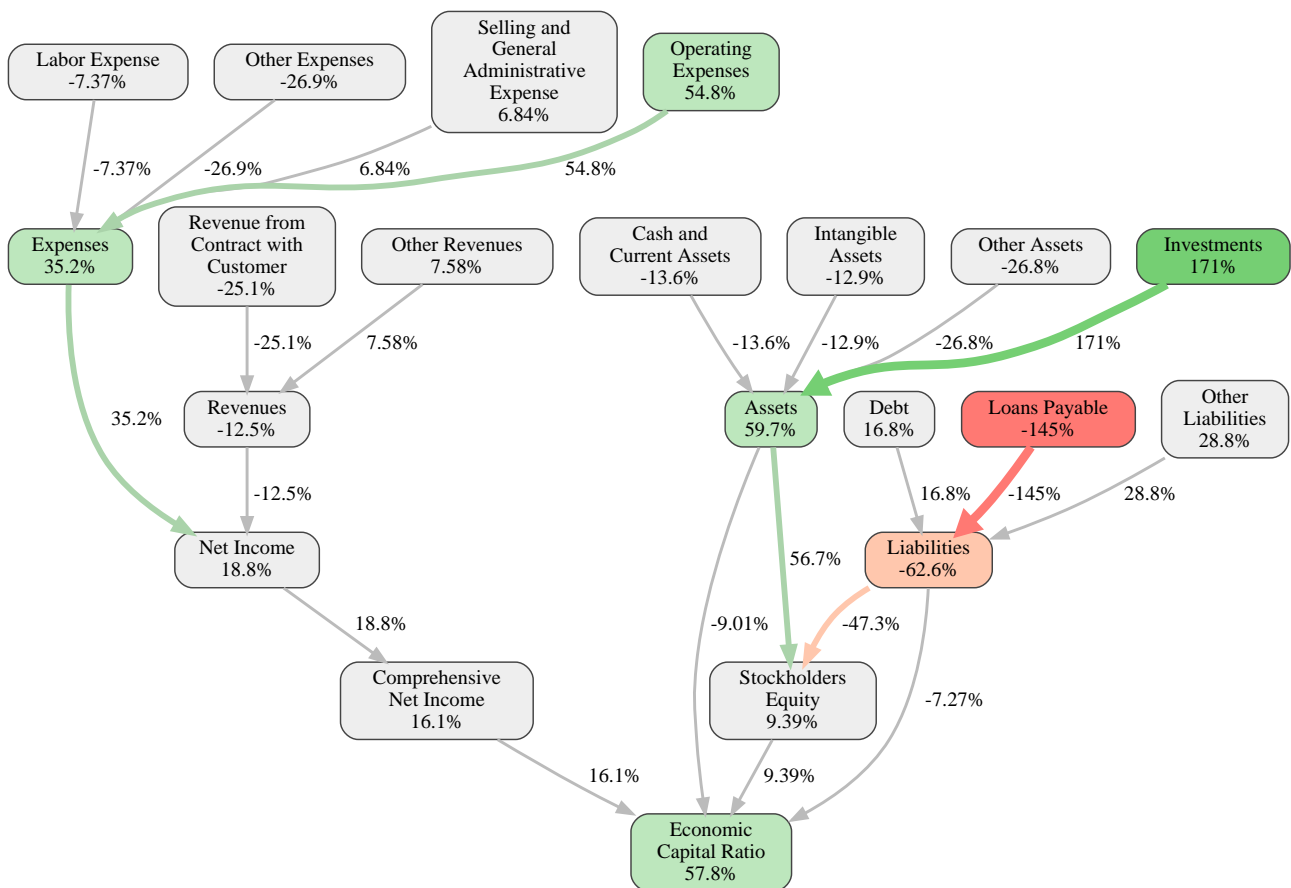 Labor Expense
-7.37%
Other Expenses
-26.9%
Selling and
General
Administrative
Expense
6.84%
Operating
Expenses
54.8%
-7.37%
-26.9%
6.84%
54.8%
Expenses
35.2%
Revenue from
Contract with
Customer
-25.1%
Other Revenues
7.58%
Cash and
Current Assets
-13.6%
Intangible
Assets
-12.9%
Other Assets
-26.8%
Investments
171%
-25.1%
7.58%
-13.6%
-12.9%
-26.8%
171%
35.2%
Revenues
-12.5%
Assets
59.7%
Debt
16.8%
Loans Payable
-145%
Other
Liabilities
28.8%
-12.5%
16.8%
-145%
28.8%
Net Income
18.8%
56.7%
Liabilities
-62.6%
18.8%
-9.01%
-47.3%
Comprehensive
Net Income
16.1%
Stockholders
Equity
9.39%
-7.27%
16.1%
9.39%
Economic
Capital Ratio
57.8%